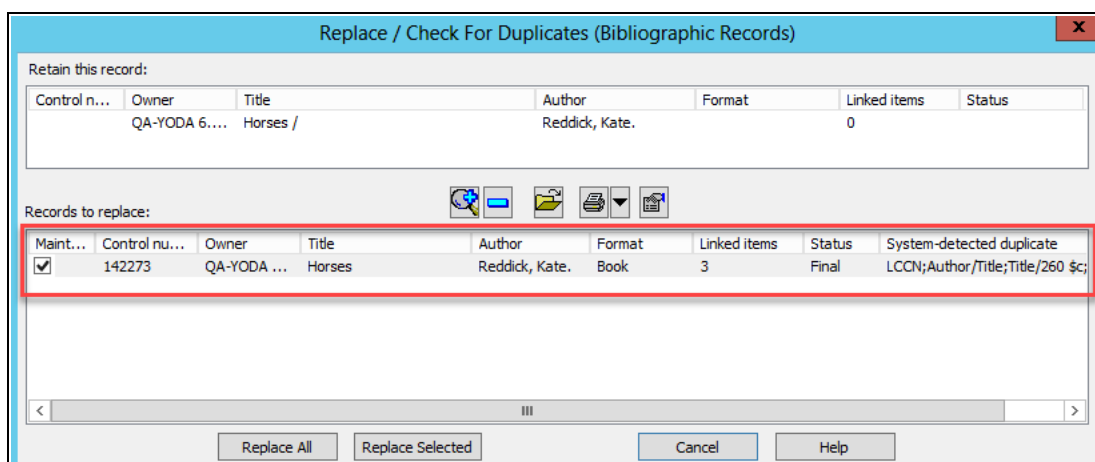 Replace / Check For Duplicates (Bibliographic Records)
x
Retain this record:
Control n... Owner Title Author Format Linked items Status
QA-YODA 6.... Horses / Reddick, Kate. 0
Records to replace:
Maint... Control nu... Owner Title Author Format Linked items Status System-detected duplicate
142273 QA-YODA ... Horses Reddick, Kate. Book 3 Final LCCN;Author/Title;Title/260 $c;
Replace All Replace Selected Cancel Help